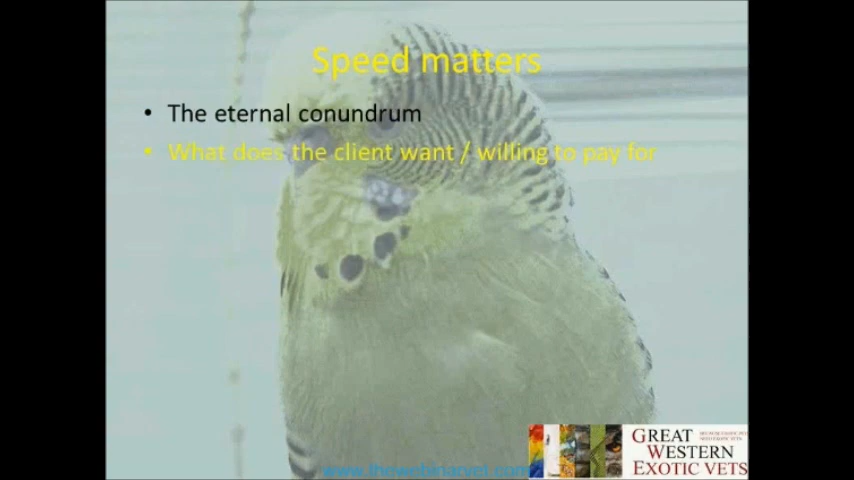 Speed matters
• The eternal conundrum
• What does the client want / willing to pay for
GREAT
WESTERN
EXOTIC VETS
www.thewebinarvet.com